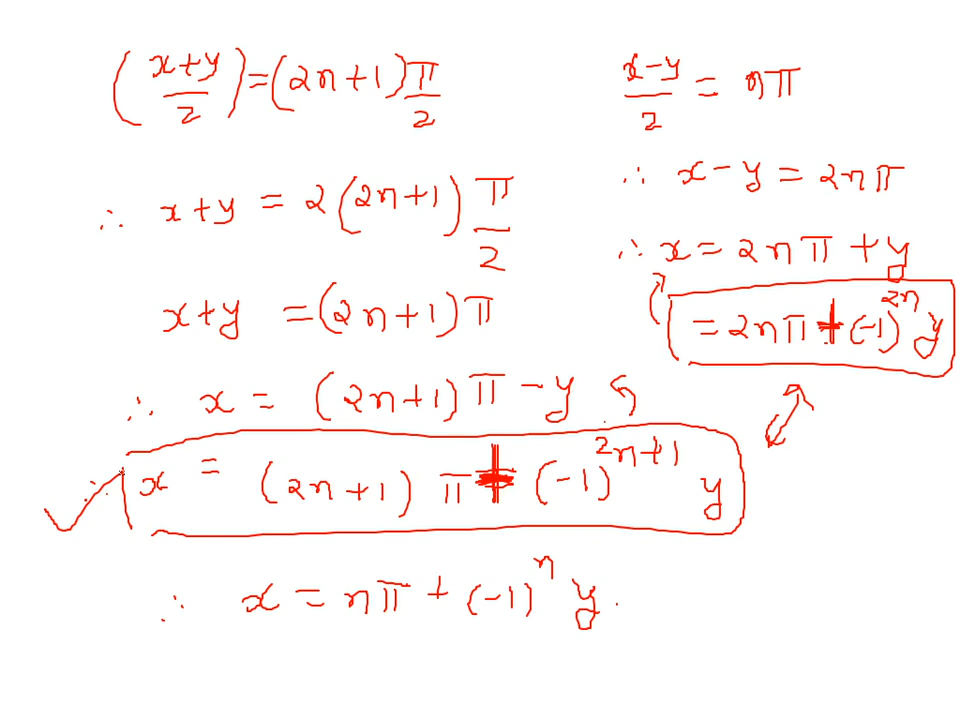 (x+y/2)=(2n+1)π/2
∴ x+y = 2(2n+1)π/2
x+y =(2n+1)π
∴ x = (2n+1)π-y
∴ x = (2n+1)π+(-1)^{2n+1} y
∴ x = nπ+(-1)^n y.
x-y/2 = nπ
∴ x-y = 2nπ
∴ x = 2nπ+y
= 2nπ+(-1)^{2n} y